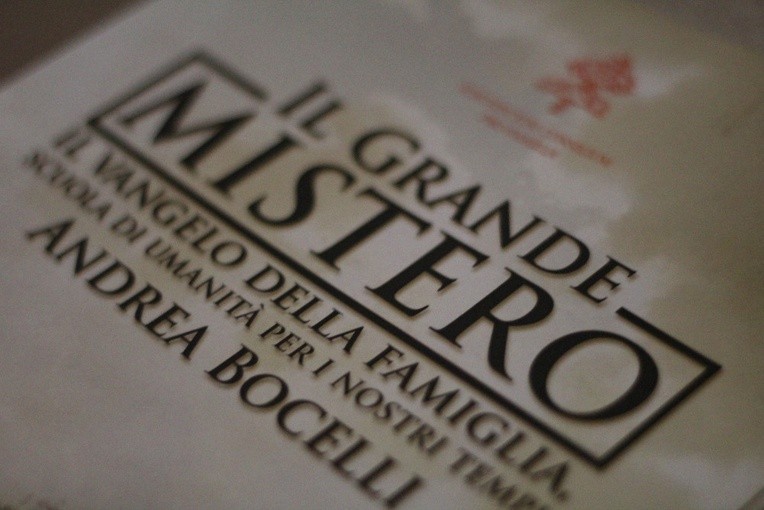 IL GRANDE
MISTERO
IL VANGELO DELLA FAMIGLIA,
SCUOLA DI UMANITÀ PER I NOSTRI TEMPI
ANDREA BOCELLI